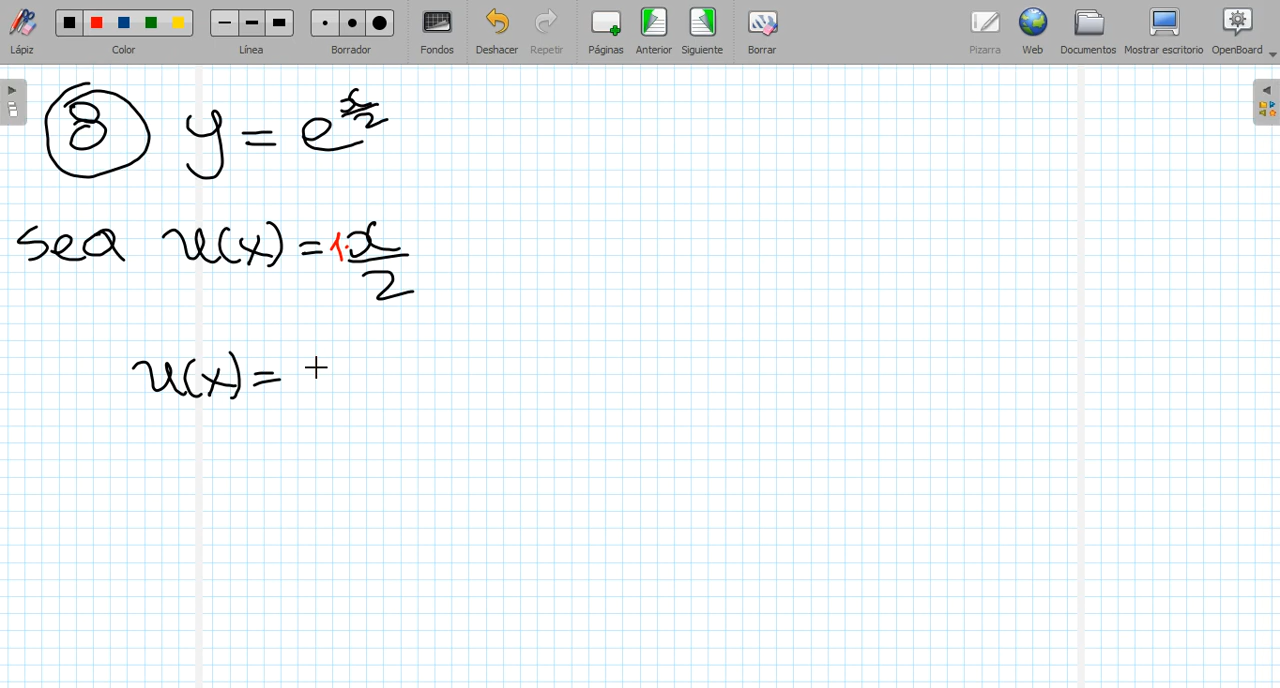 Lápiz Color Línea Borrador Fondos Deshacer Repetir Páginas Anterior Siguiente Borrar Pizarra Web Documentos Mostrar escritorio OpenBoard
8 y = e^(x/2)
sea u(x) = 1·x/2
u(x) =